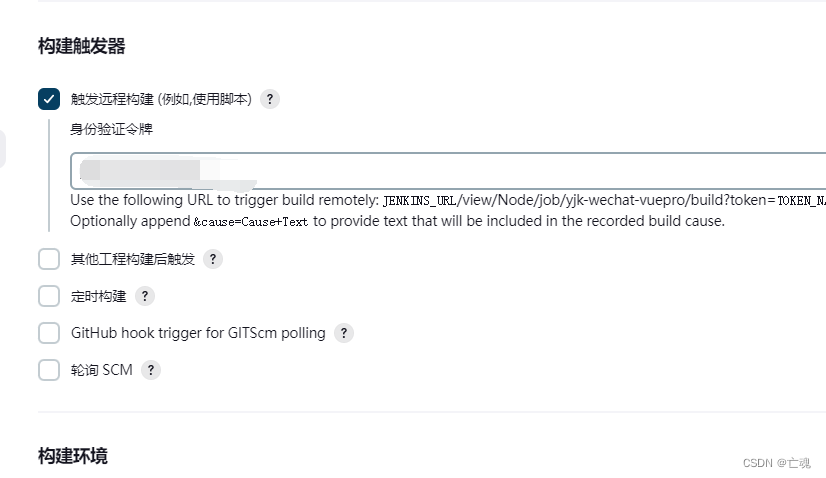 构建触发器
触发远程构建 (例如,使用脚本) ?
身份验证令牌
Use the following URL to trigger build remotely: JENKINS_URL/view/Node/job/yjk-wechat-vuepro/build?token=TOKEN_NA
Optionally append &cause=Cause+Text to provide text that will be included in the recorded build cause.
其他工程构建后触发 ?
定时构建 ?
GitHub hook trigger for GITScm polling ?
轮询 SCM ?
构建环境
CSDN @亡魂